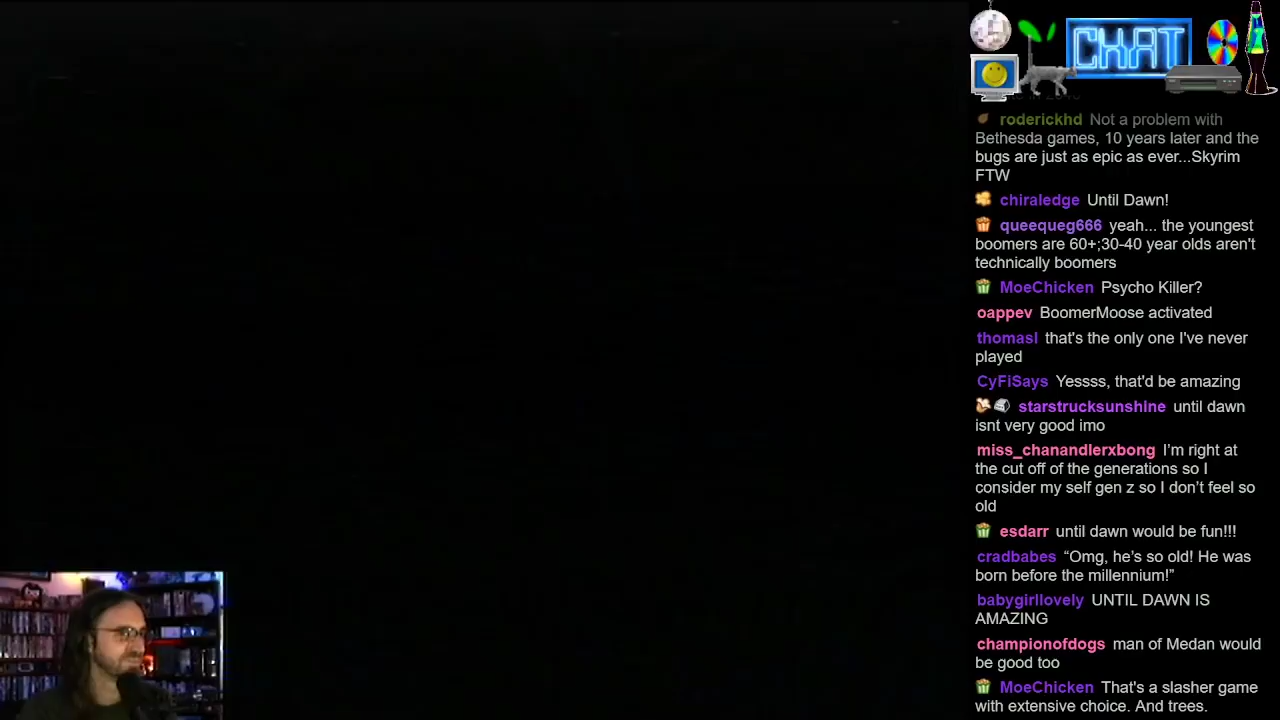 CHAT
roderickhd Not a problem with
Bethesda games, 10 years later and the
bugs are just as epic as ever...Skyrim
FTW
chiraledge Until Dawn!
queequeg666 yeah... the youngest
boomers are 60+;30-40 year olds aren't
technically boomers
MoeChicken Psycho Killer?
oappev BoomerMoose activated
thomasl that's the only one I've never
played
CyFiSays Yessss, that'd be amazing
starstrucksunshine until dawn
isnt very good imo
miss_chanandlerxbong I’m right at
the cut off of the generations so I
consider my self gen z so I don’t feel so
old
esdarr until dawn would be fun!!!
cradbabes “Omg, he’s so old! He was
born before the millennium!”
babygirllovely UNTIL DAWN IS
AMAZING
championofdogs man of Medan would
be good too
MoeChicken That's a slasher game
with extensive choice. And trees.